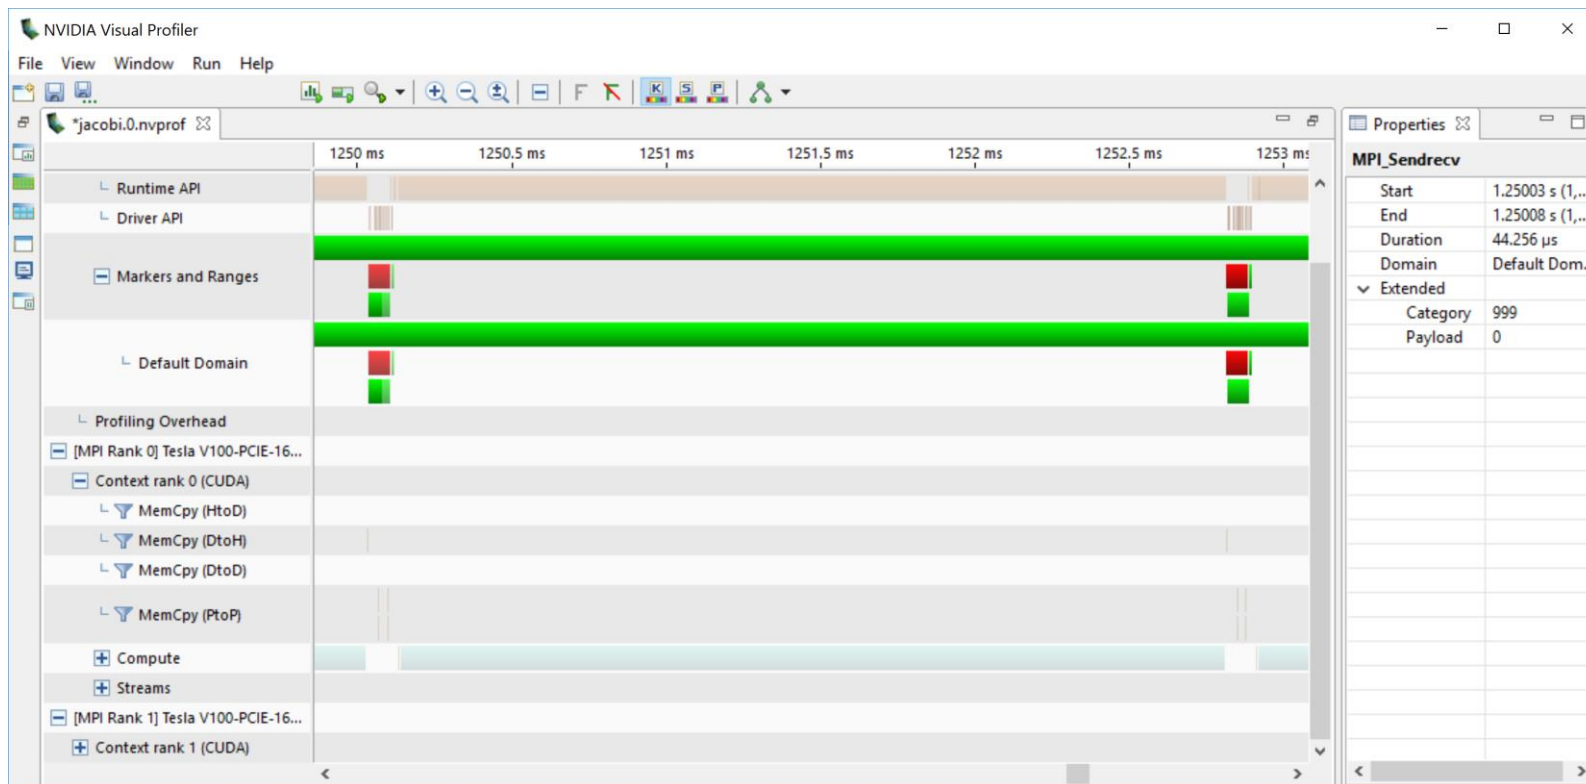 NVIDIA Visual Profiler
File View Window Run Help
F K S P
*jacobi.0.nvprof
Properties
1250 ms 1250.5 ms 1251 ms 1251.5 ms 1252 ms 1252.5 ms 1253 ms
MPI_Sendrecv
Runtime API
Start 1.25003 s (1,...
Driver API
End 1.25008 s (1,...
Duration 44.256 µs
Domain Default Dom...
Markers and Ranges
Extended
Category 999
Payload 0
Default Domain
Profiling Overhead
[MPI Rank 0] Tesla V100-PCIE-16...
Context rank 0 (CUDA)
MemCpy (HtoD)
MemCpy (DtoH)
MemCpy (DtoD)
MemCpy (PtoP)
Compute
Streams
[MPI Rank 1] Tesla V100-PCIE-16...
Context rank 1 (CUDA)